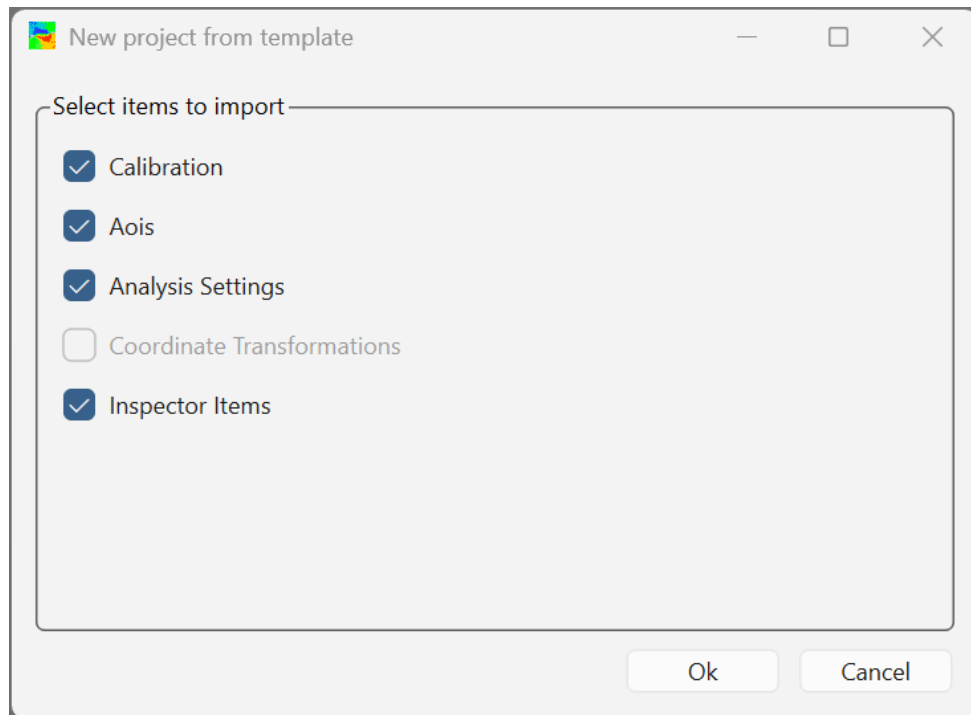 New project from template
Select items to import
Calibration
Aois
Analysis Settings
Coordinate Transformations
Inspector Items
Ok
Cancel